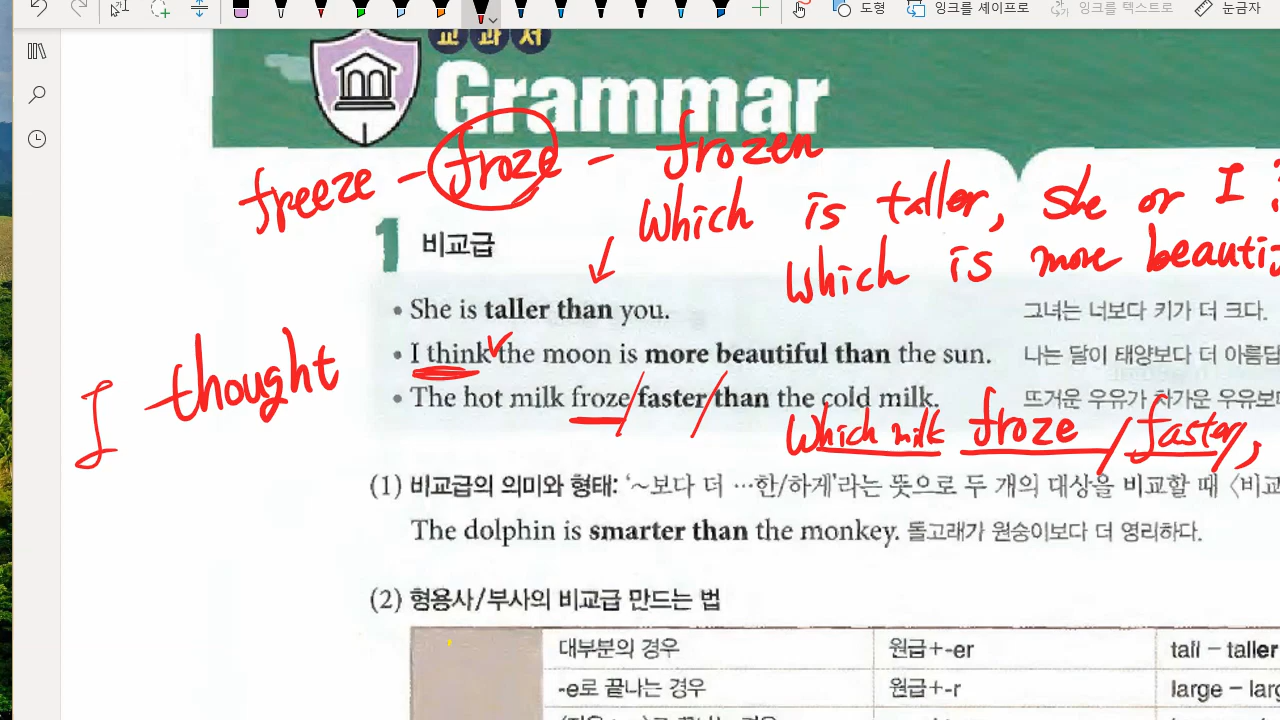 도형 잉크를 셰이프로 잉크를 텍스트로 눈금자
교과서
Grammar
freeze - froze - frozen
Which is taller, she or I ?
Which is more beauti
1 비교급
• She is taller than you. 그녀는 너보다 키가 더 크다.
• I think the moon is more beautiful than the sun. 나는 달이 태양보다 더 아름답
I thought
• The hot milk froze / faster / than the cold milk. 뜨거운 우유가 차가운 우유보다
Which milk froze / faster,
(1) 비교급의 의미와 형태: '~보다 더 …한/하게'라는 뜻으로 두 개의 대상을 비교할 때 〈비교
The dolphin is smarter than the monkey. 돌고래가 원숭이보다 더 영리하다.
(2) 형용사/부사의 비교급 만드는 법
대부분의 경우 원급+-er tall – taller
-e로 끝나는 경우 원급+-r large – large